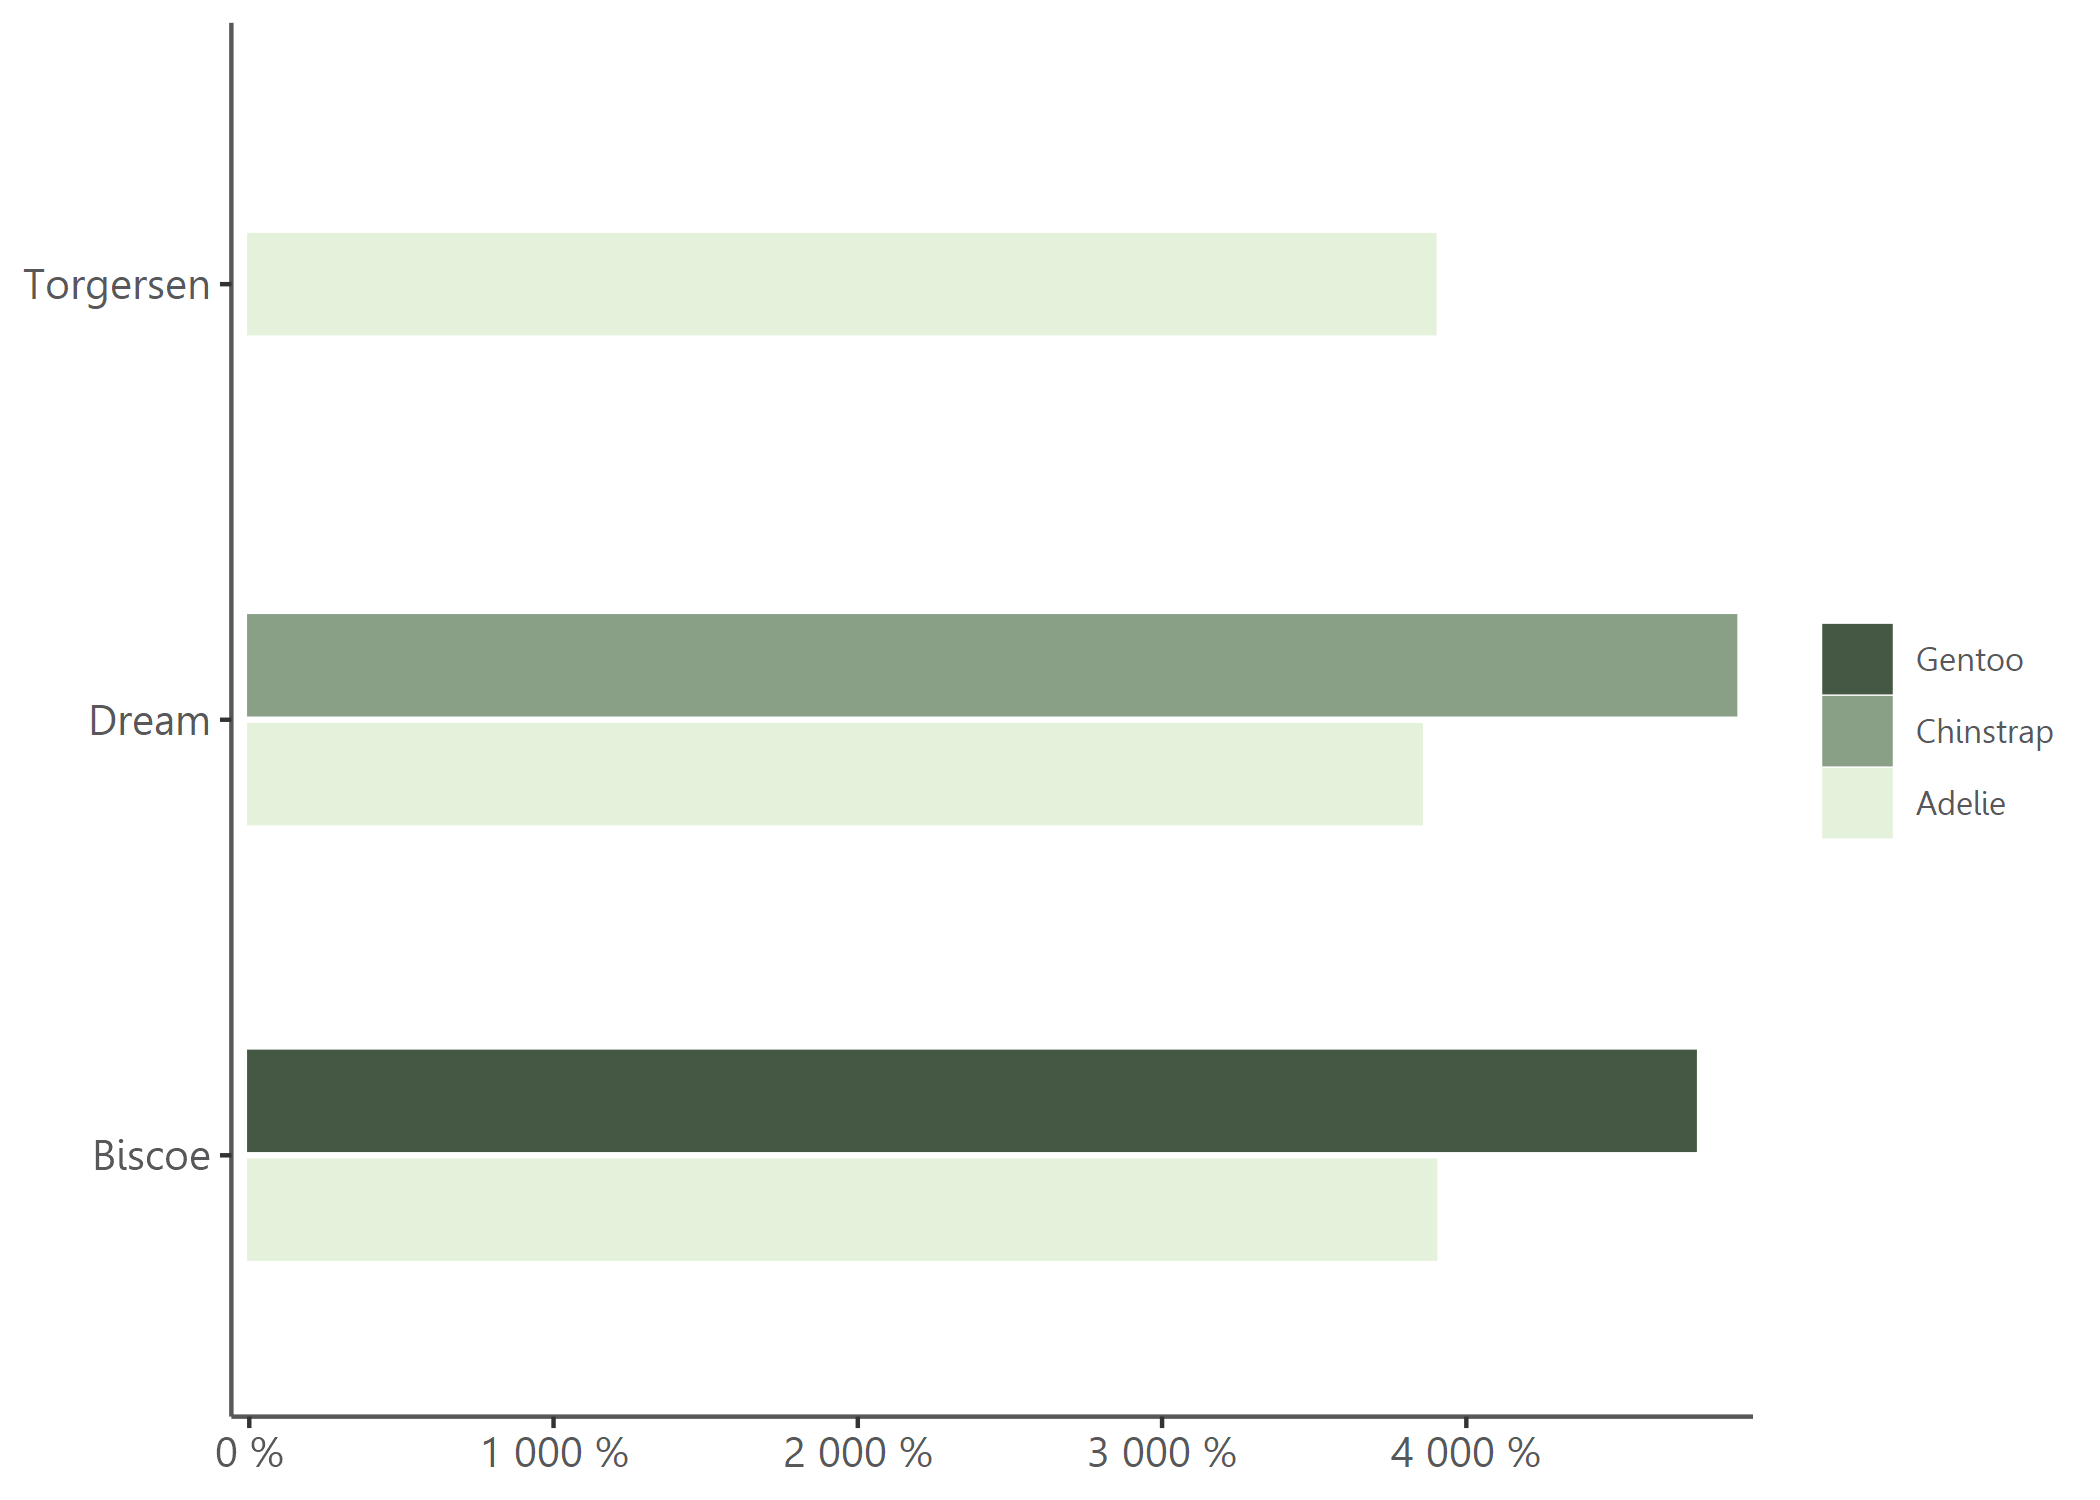 Torgersen
Dream
Biscoe
0 %
1 000 %
2 000 %
3 000 %
4 000 %
Gentoo
Chinstrap
Adelie